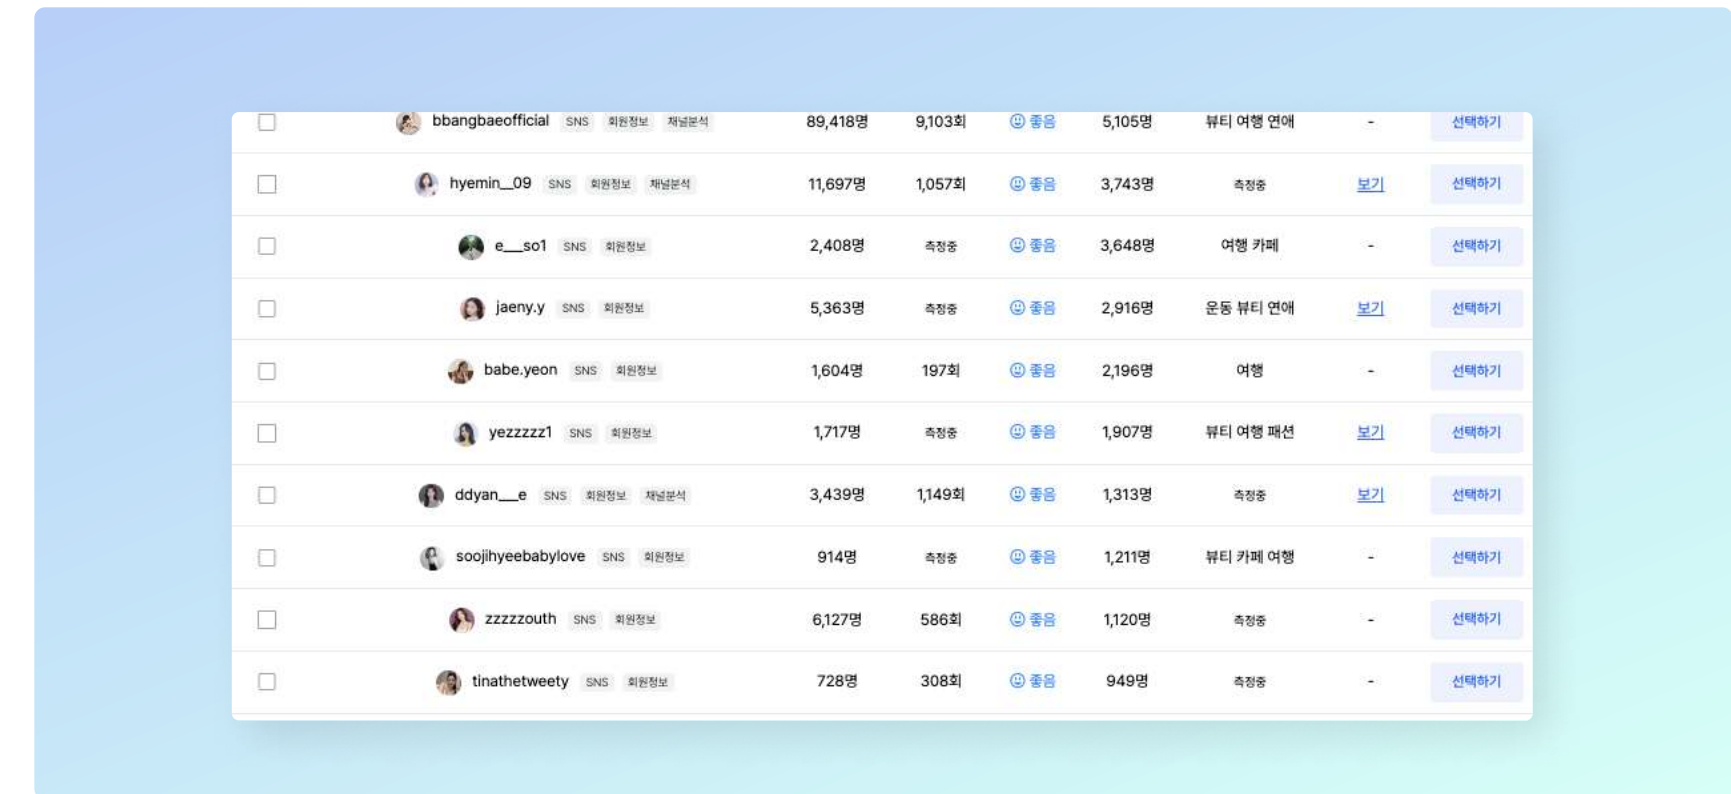 bbangbaeofficial SNS 회원정보 채널분석 89,418명 9,103회 좋음 5,105명 뷰티 여행 연애 - 선택하기
hyemin__09 SNS 회원정보 채널분석 11,697명 1,057회 좋음 3,743명 측정중 보기 선택하기
e___so1 SNS 회원정보 2,408명 측정중 좋음 3,648명 여행 카페 - 선택하기
jaeny.y SNS 회원정보 5,363명 측정중 좋음 2,916명 운동 뷰티 연애 보기 선택하기
babe.yeon SNS 회원정보 1,604명 197회 좋음 2,196명 여행 - 선택하기
yezzzzz1 SNS 회원정보 1,717명 측정중 좋음 1,907명 뷰티 여행 패션 보기 선택하기
ddyan___e SNS 회원정보 채널분석 3,439명 1,149회 좋음 1,313명 측정중 보기 선택하기
soojihyeebabylove SNS 회원정보 914명 측정중 좋음 1,211명 뷰티 카페 여행 - 선택하기
zzzzzouth SNS 회원정보 6,127명 586회 좋음 1,120명 측정중 - 선택하기
tinathetweety SNS 회원정보 728명 308회 좋음 949명 측정중 - 선택하기